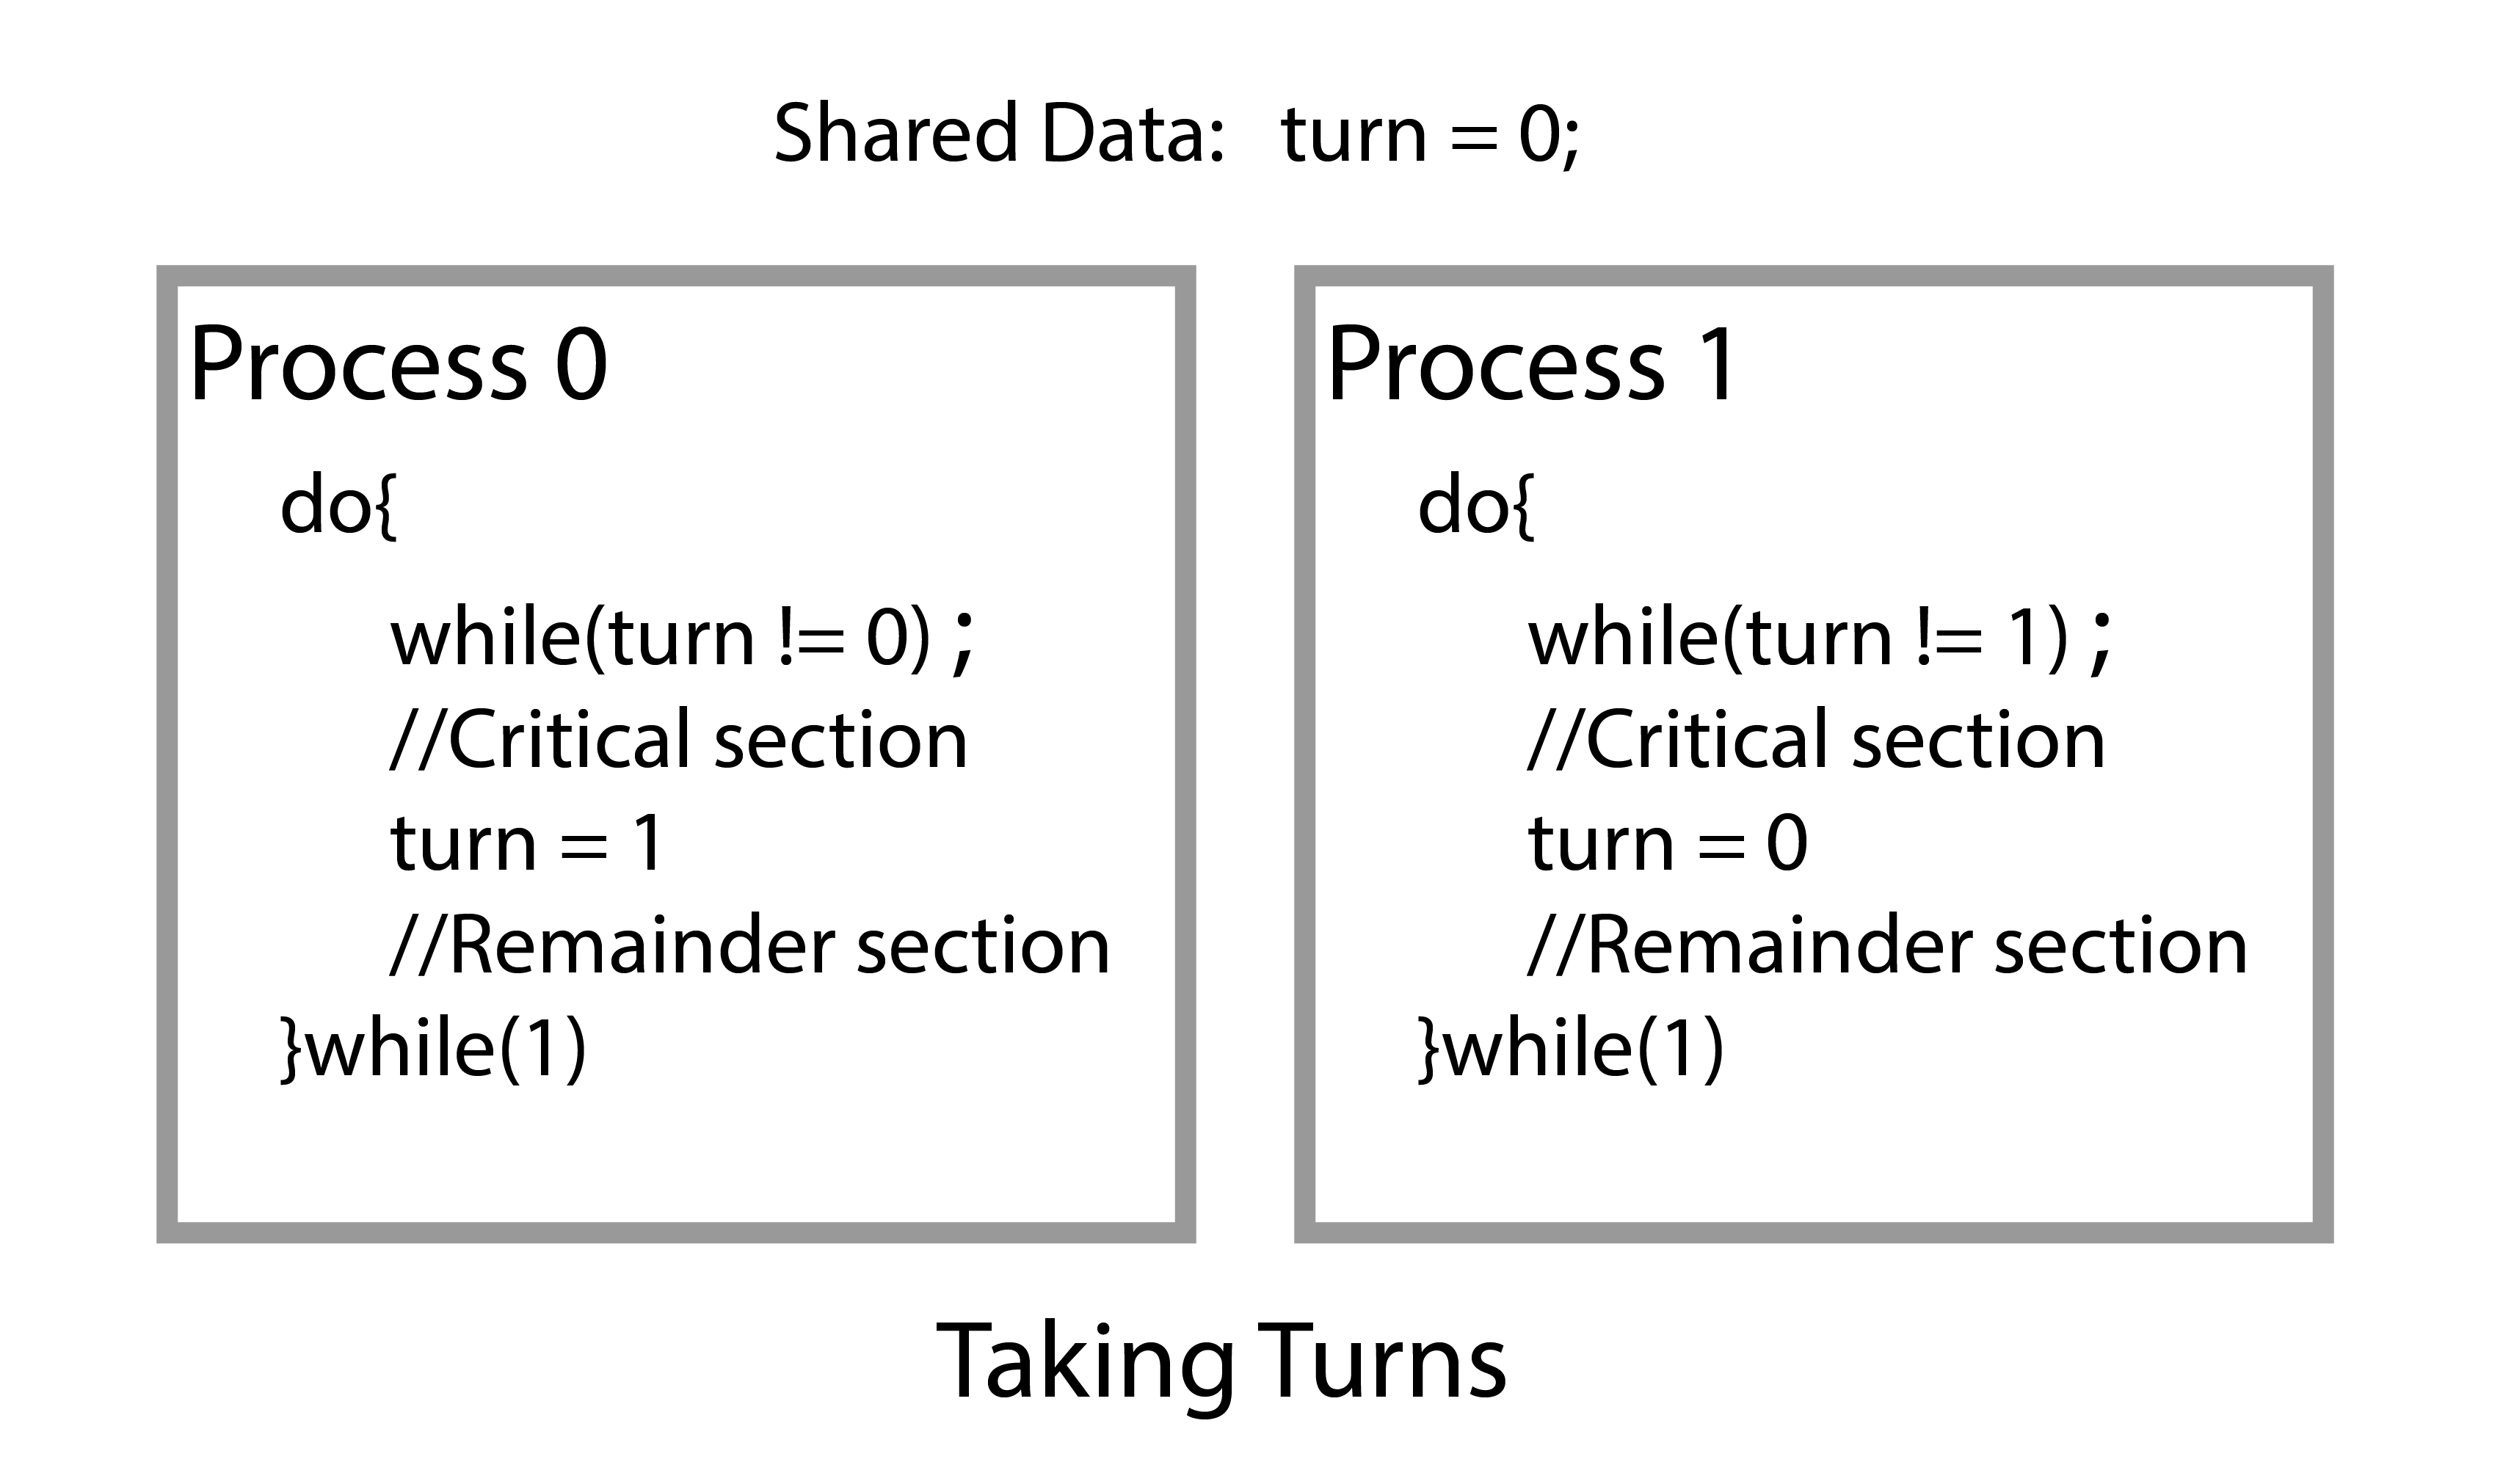 Shared Data: turn = 0;
Process 0
do{
while(turn != 0) ;
//Critical section
turn = 1
//Remainder section
}while(1)
Process 1
do{
while(turn != 1) ;
//Critical section
turn = 0
//Remainder section
}while(1)
Taking Turns